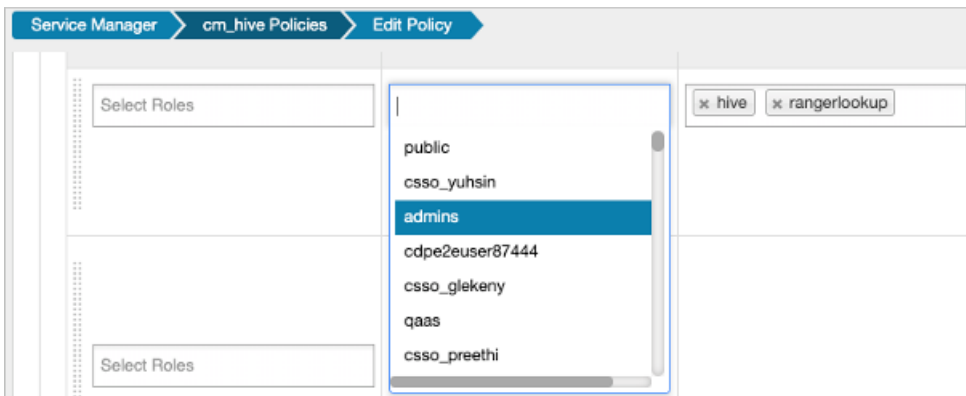 Service Manager cm_hive Policies Edit Policy
Select Roles
× hive × rangerlookup
public
csso_yuhsin
admins
cdpe2euser87444
csso_glekeny
qaas
csso_preethi
Select Roles